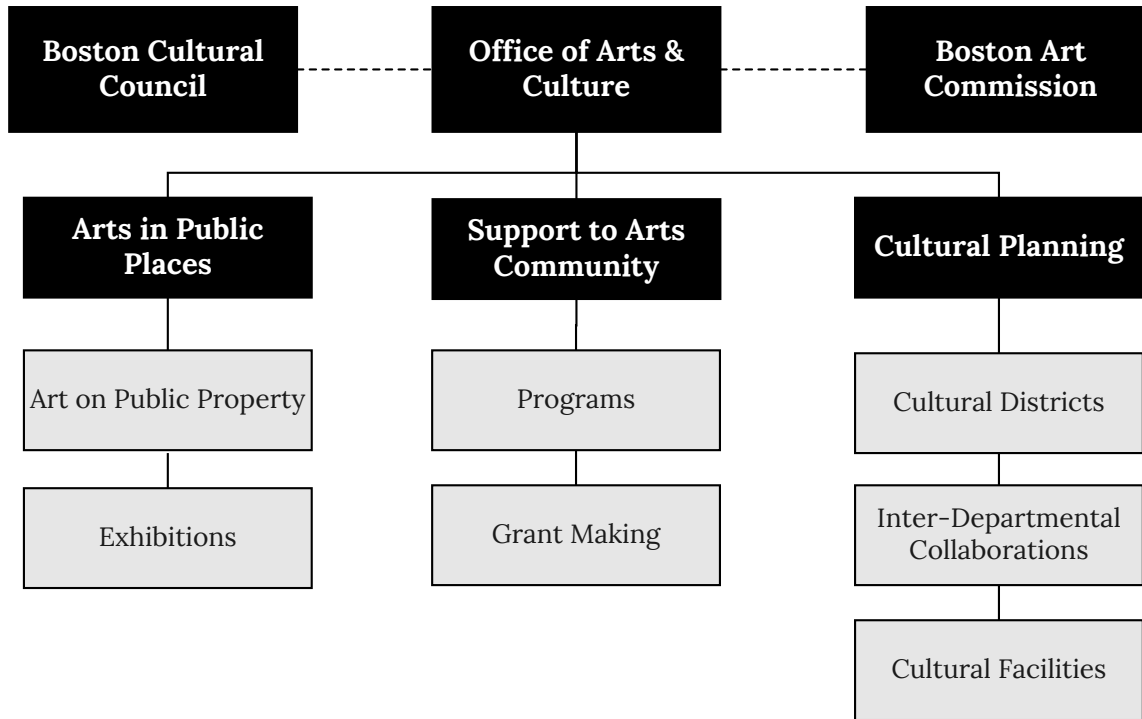 Boston Cultural
Council
Office of Arts &
Culture
Boston Art
Commission
Arts in Public
Places
Support to Arts
Community
Cultural Planning
Art on Public Property
Programs
Cultural Districts
Exhibitions
Grant Making
Inter-Departmental
Collaborations
Cultural Facilities